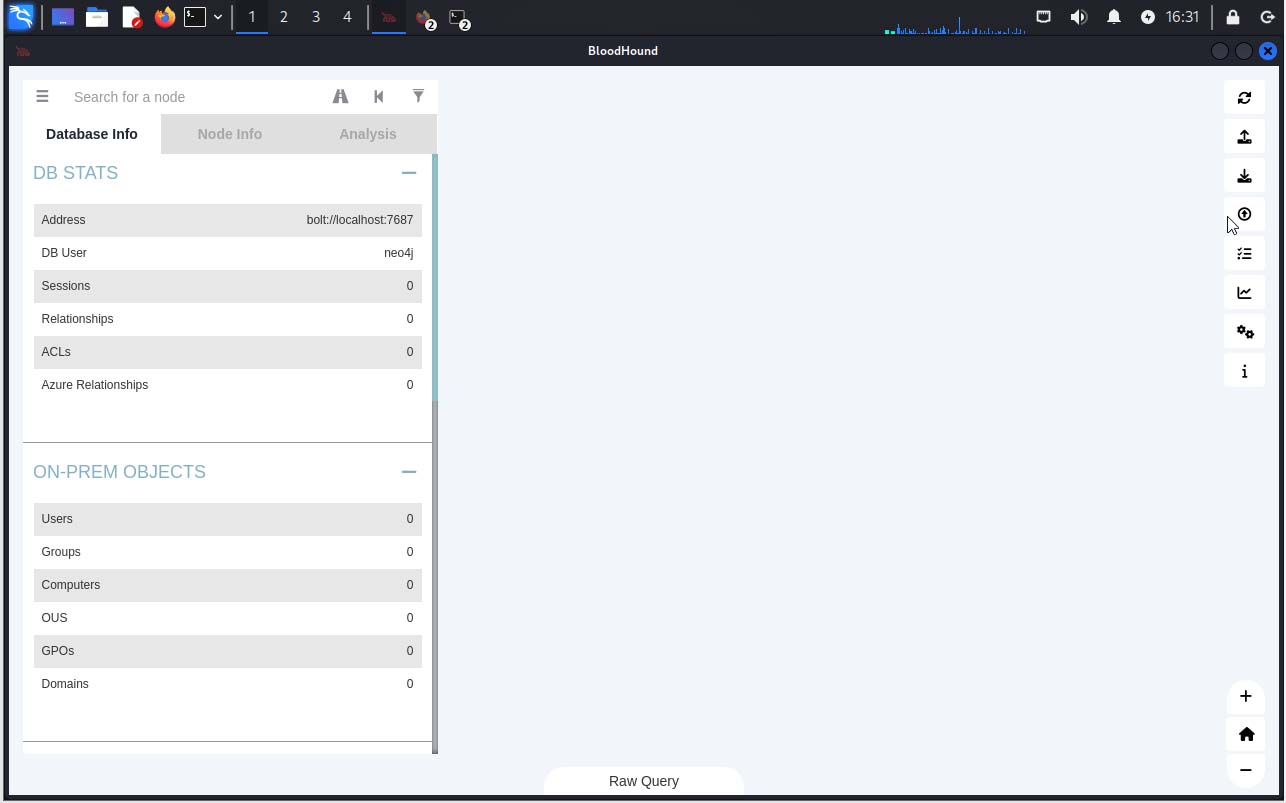 1 2 3 4 2 2 16:31
BloodHound
Search for a node
Database Info Node Info Analysis
DB STATS
Address bolt://localhost:7687
DB User neo4j
Sessions 0
Relationships 0
ACLs 0
Azure Relationships 0
ON-PREM OBJECTS
Users 0
Groups 0
Computers 0
OUS 0
GPOs 0
Domains 0
Raw Query